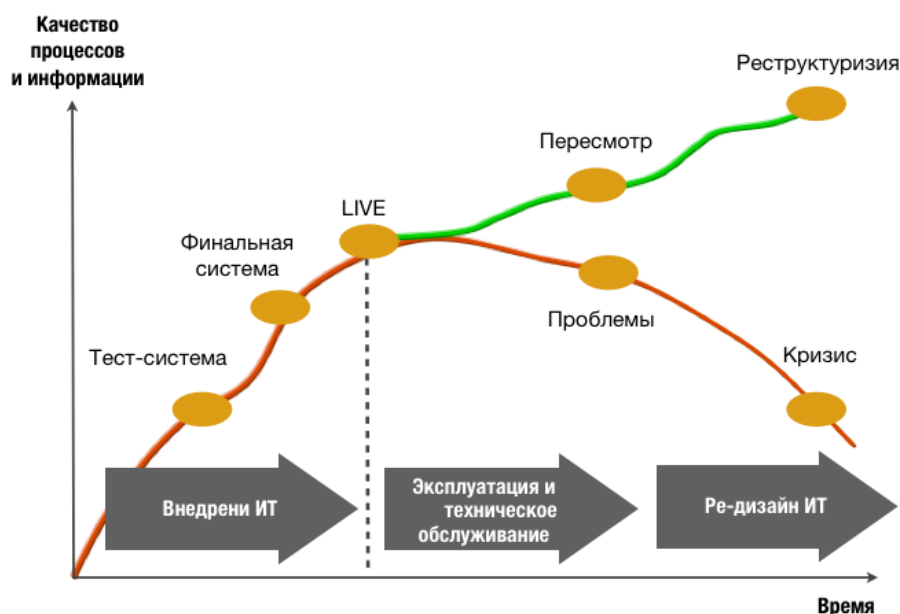 Качество
процессов
и информации
Реструктуризия
Пересмотр
LIVE
Финальная
система
Проблемы
Тест-система
Кризис
Внедрени ИТ
Эксплуатация и
техническое
обслуживание
Ре-дизайн ИТ
Время